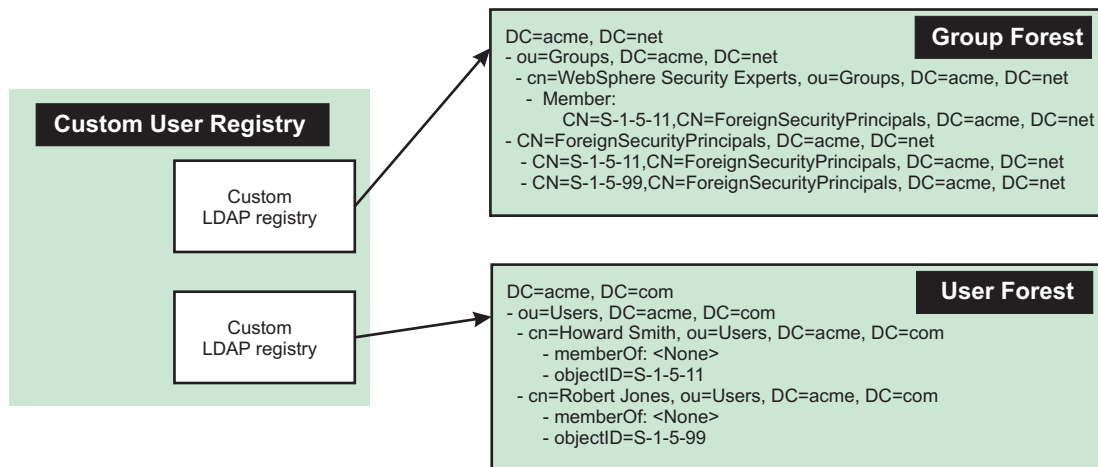 Custom User Registry
Custom
LDAP registry
Custom
LDAP registry
Group Forest
DC=acme, DC=net
- ou=Groups, DC=acme, DC=net
- cn=WebSphere Security Experts, ou=Groups, DC=acme, DC=net
- Member:
CN=S-1-5-11,CN=ForeignSecurityPrincipals, DC=acme, DC=net
- CN=ForeignSecurityPrincipals, DC=acme, DC=net
- CN=S-1-5-11,CN=ForeignSecurityPrincipals, DC=acme, DC=net
- CN=S-1-5-99,CN=ForeignSecurityPrincipals, DC=acme, DC=net
User Forest
DC=acme, DC=com
- ou=Users, DC=acme, DC=com
- cn=Howard Smith, ou=Users, DC=acme, DC=com
- memberOf: <None>
- objectID=S-1-5-11
- cn=Robert Jones, ou=Users, DC=acme, DC=com
- memberOf: <None>
- objectID=S-1-5-99